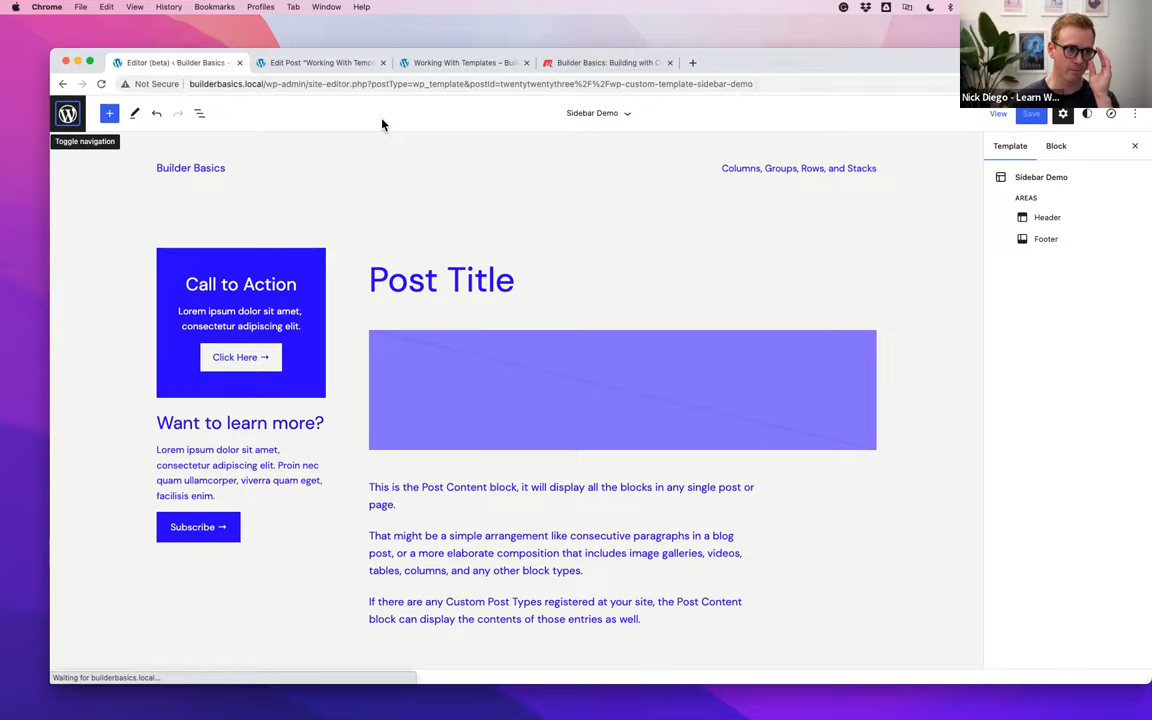 Chrome File Edit View History Bookmarks Profiles Tab Window Help
Editor (beta) ‹ Builder Basics –
Edit Post “Working With Templ
Working With Templates – Buil
Builder Basics: Building with C
Not Secure
builderbasics.local/wp-admin/site-editor.php?postType=wp_template&postId=twentytwentythree%2F%2Fwp-custom-template-sidebar-demo
Nick Diego - Learn W...
Sidebar Demo
View
Save
Toggle navigation
Template
Block
Builder Basics
Columns, Groups, Rows, and Stacks
Sidebar Demo
AREAS
Header
Footer
Call to Action
Lorem ipsum dolor sit amet,
consectetur adipiscing elit.
Click Here →
Want to learn more?
Lorem ipsum dolor sit amet,
consectetur adipiscing elit. Proin nec
quam ullamcorper, viverra quam eget,
facilisis enim.
Subscribe →
Post Title
This is the Post Content block, it will display all the blocks in any single post or
page.
That might be a simple arrangement like consecutive paragraphs in a blog
post, or a more elaborate composition that includes image galleries, videos,
tables, columns, and any other block types.
If there are any Custom Post Types registered at your site, the Post Content
block can display the contents of those entries as well.
Waiting for builderbasics.local...